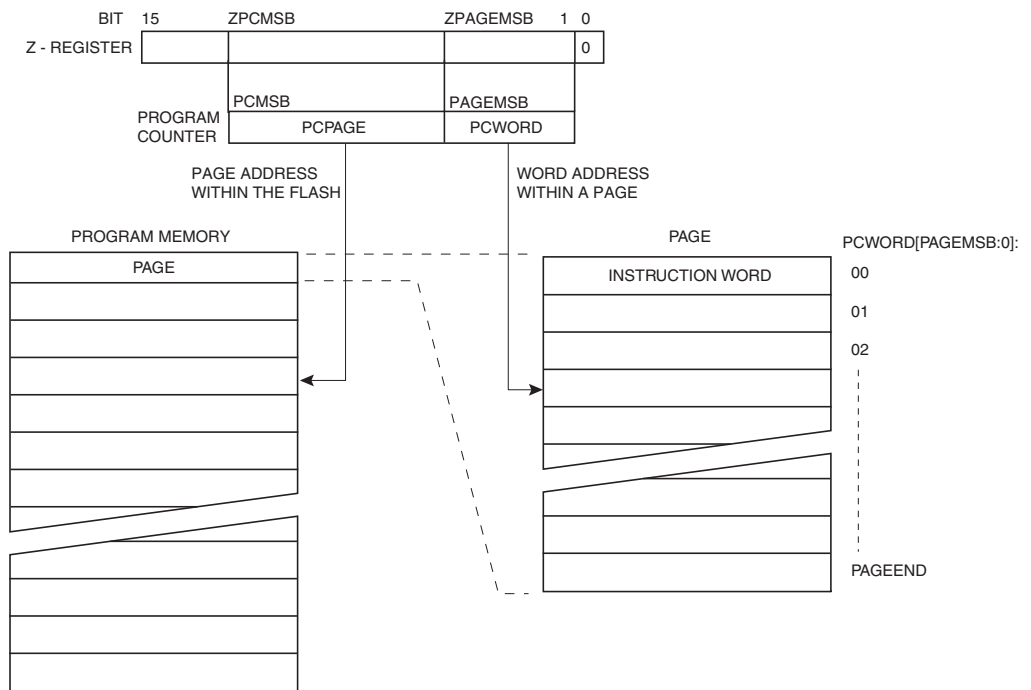 BIT 15 ZPCMSB ZPAGEMSB 1 0
Z - REGISTER 0
PCMSB PAGEMSB
PROGRAM
COUNTER
PCPAGE PCWORD
PAGE ADDRESS
WITHIN THE FLASH
WORD ADDRESS
WITHIN A PAGE
PROGRAM MEMORY
PAGE
PAGE
PCWORD[PAGEMSB:0]:
INSTRUCTION WORD 00
01
02
PAGEEND